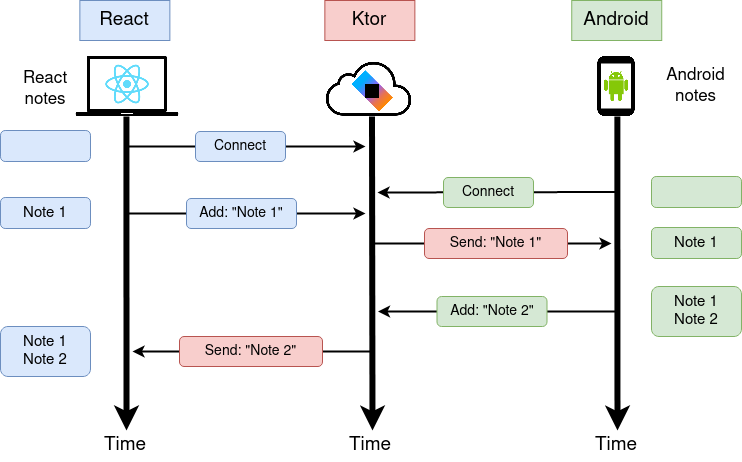 React
Ktor
Android
React
notes
Android
notes
Connect
Connect
Note 1
Add: "Note 1"
Send: "Note 1"
Note 1
Add: "Note 2"
Note 1
Note 2
Note 1
Note 2
Send: "Note 2"
Time
Time
Time